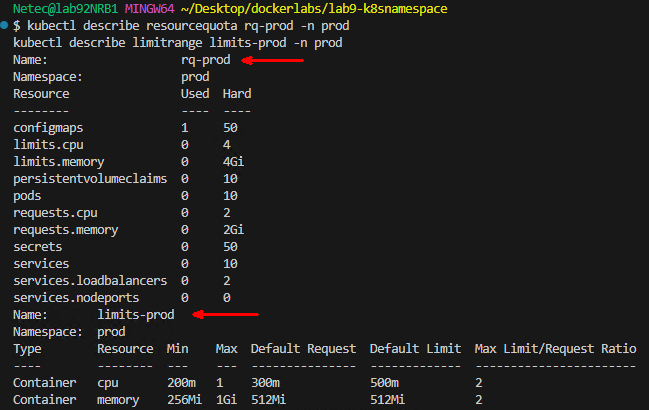 Netec@lab92NRB1 MINGW64 ~/Desktop/dockerlabs/lab9-k8snamespace
$ kubectl describe resourcequota rq-prod -n prod
kubectl describe limitrange limits-prod -n prod
Name:                   rq-prod
Namespace:              prod
Resource                Used  Hard
--------                ----  ----
configmaps              1     50
limits.cpu              0     4
limits.memory           0     4Gi
persistentvolumeclaims  0     10
pods                    0     10
requests.cpu            0     2
requests.memory         0     2Gi
secrets                 0     50
services                0     10
services.loadbalancers  0     2
services.nodeports      0     0
Name:       limits-prod
Namespace:  prod
Type        Resource  Min    Max  Default Request  Default Limit  Max Limit/Request Ratio
----        --------  ---    ---  ---------------  -------------  -----------------------
Container   cpu       200m   1    300m             500m           2
Container   memory    256Mi  1Gi  512Mi            512Mi          2